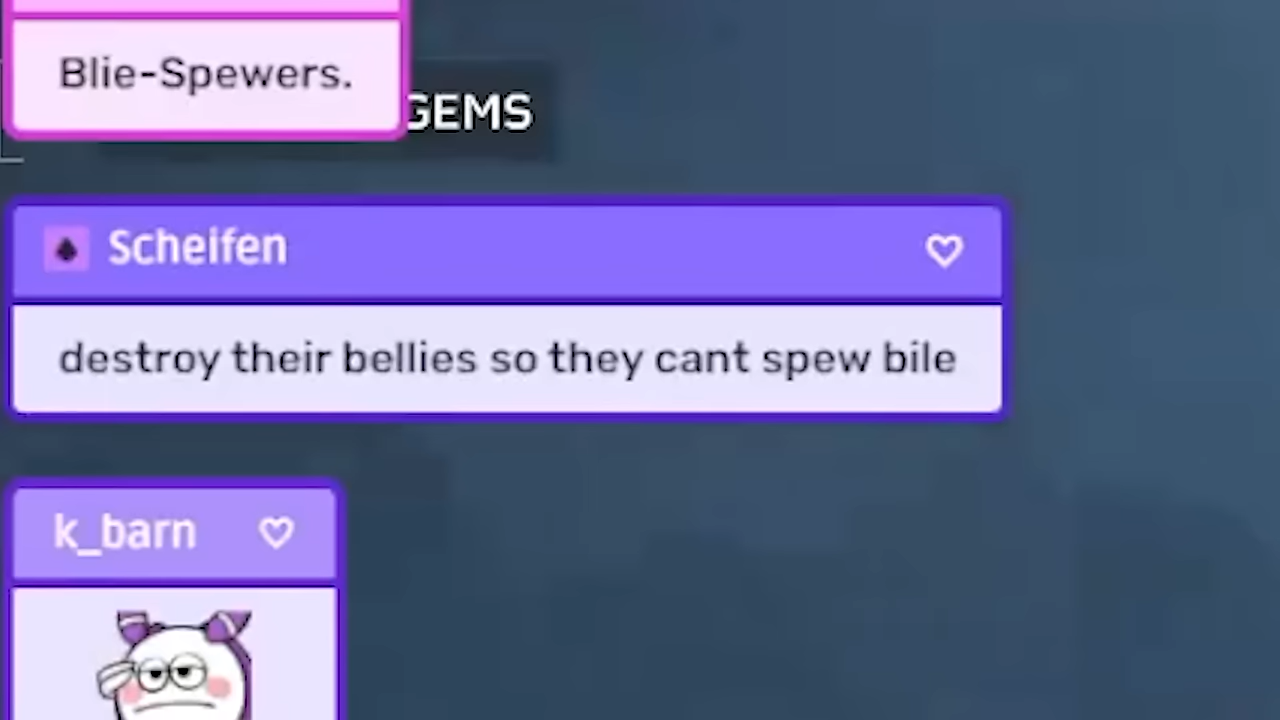 Blie-Spewers.
GEMS
Scheifen
destroy their bellies so they cant spew bile
k_barn